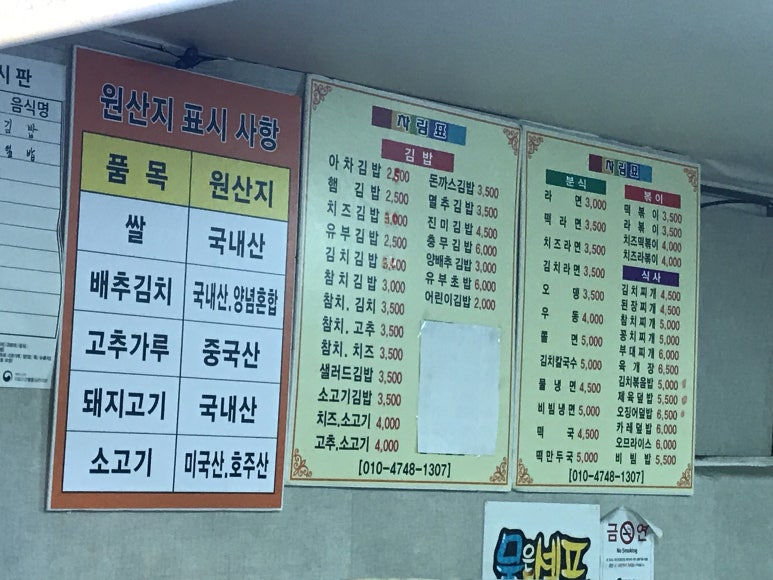 시 판
음식명
김 밥
원산지 표시 사항
품 목 원산지
쌀 국내산
배추김치 국내산, 양념혼합
고추가루 중국산
돼지고기 국내산
소고기 미국산, 호주산
차림표
김 밥
아 차 김 밥
햄 김 밥 2,500
치 즈 김 밥
유 부 김 밥 2,500
김 치 김 밥
참 치 김 밥 3,000
참치, 김치 3,500
참치, 고추 3,500
참치, 치즈 3,500
샐러드김밥 3,500
소고기김밥 3,500
치즈,소고기 4,000
고추,소고기 4,000
돈까스김밥 3,500
멸추김밥 3,500
진미김밥 4,500
충무김밥 6,000
양배추김밥 3,000
유부초밥 6,000
어린이김밥 2,000
[010-4748-1307]
차림표
분 식
라 면 3,000
떡 라 면 3,500
치즈라면 3,500
김치라면 3,500
오 뎅 3,500
우 동 4,000
쫄 면 5,000
김치칼국수 5,000
물 냉 면 4,500
비 빔 냉 면 5,000
떡 국 4,500
떡 만 두 국 5,000
볶 이
떡 볶 이 3,500
라 볶 이 3,500
치즈떡볶이 4,000
치즈라볶이 4,000
식 사
김치찌개 4,500
된장찌개 4,500
참치찌개 5,000
꽁치찌개 5,000
부대찌개 6,000
육 개 장 6,500
김치볶음밥 5,000
제육덮밥 5,500
오징어덮밥 6,500
카레덮밥 6,000
오므라이스 6,000
비 빔 밥 5,500
[010-4748-1307]
금 연
No Smoking